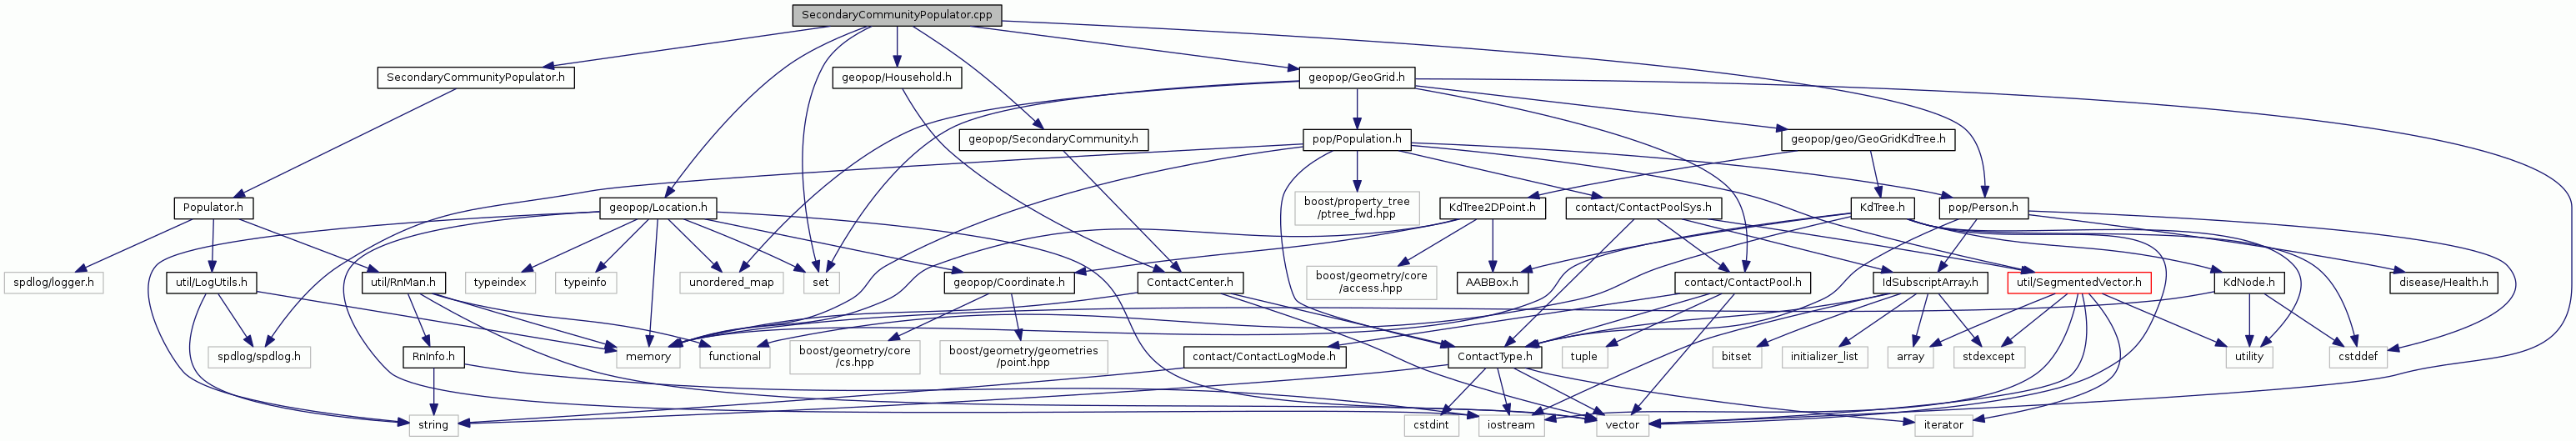 SecondaryCommunityPopulator.cpp
SecondaryCommunityPopulator.h
geopop/Household.h
geopop/GeoGrid.h
geopop/SecondaryCommunity.h
pop/Population.h
geopop/geo/GeoGridKdTree.h
Populator.h
geopop/Location.h
boost/property_tree
/ptree_fwd.hpp
KdTree2DPoint.h
contact/ContactPoolSys.h
KdTree.h
pop/Person.h
spdlog/logger.h
util/LogUtils.h
util/RnMan.h
typeindex
typeinfo
unordered_map
set
geopop/Coordinate.h
ContactCenter.h
boost/geometry/core
/access.hpp
AABBox.h
contact/ContactPool.h
IdSubscriptArray.h
util/SegmentedVector.h
KdNode.h
disease/Health.h
spdlog/spdlog.h
RnInfo.h
memory
functional
boost/geometry/core
/cs.hpp
boost/geometry/geometries
/point.hpp
contact/ContactLogMode.h
ContactType.h
tuple
bitset
initializer_list
array
stdexcept
utility
cstddef
string
cstdint
iostream
vector
iterator